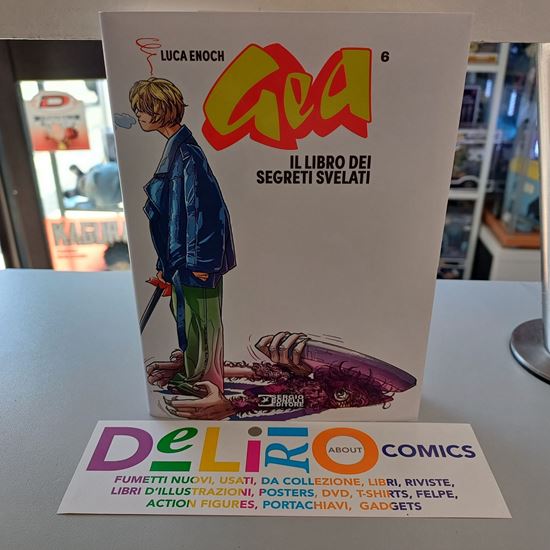 LUCA ENOCH
Gea
6
IL LIBRO DEI
SEGRETI SVELATI
SERGIO
BONELLI
EDITORE
KAGURA
DeLiRiO
ABOUT
COMICS
FUMETTI NUOVI, USATI, DA COLLEZIONE, LIBRI, RIVISTE,
LIBRI D'ILLUSTRAZIONI, POSTERS, DVD, T-SHIRTS, FELPE,
ACTION FIGURES, PORTACHIAVI, GADGETS